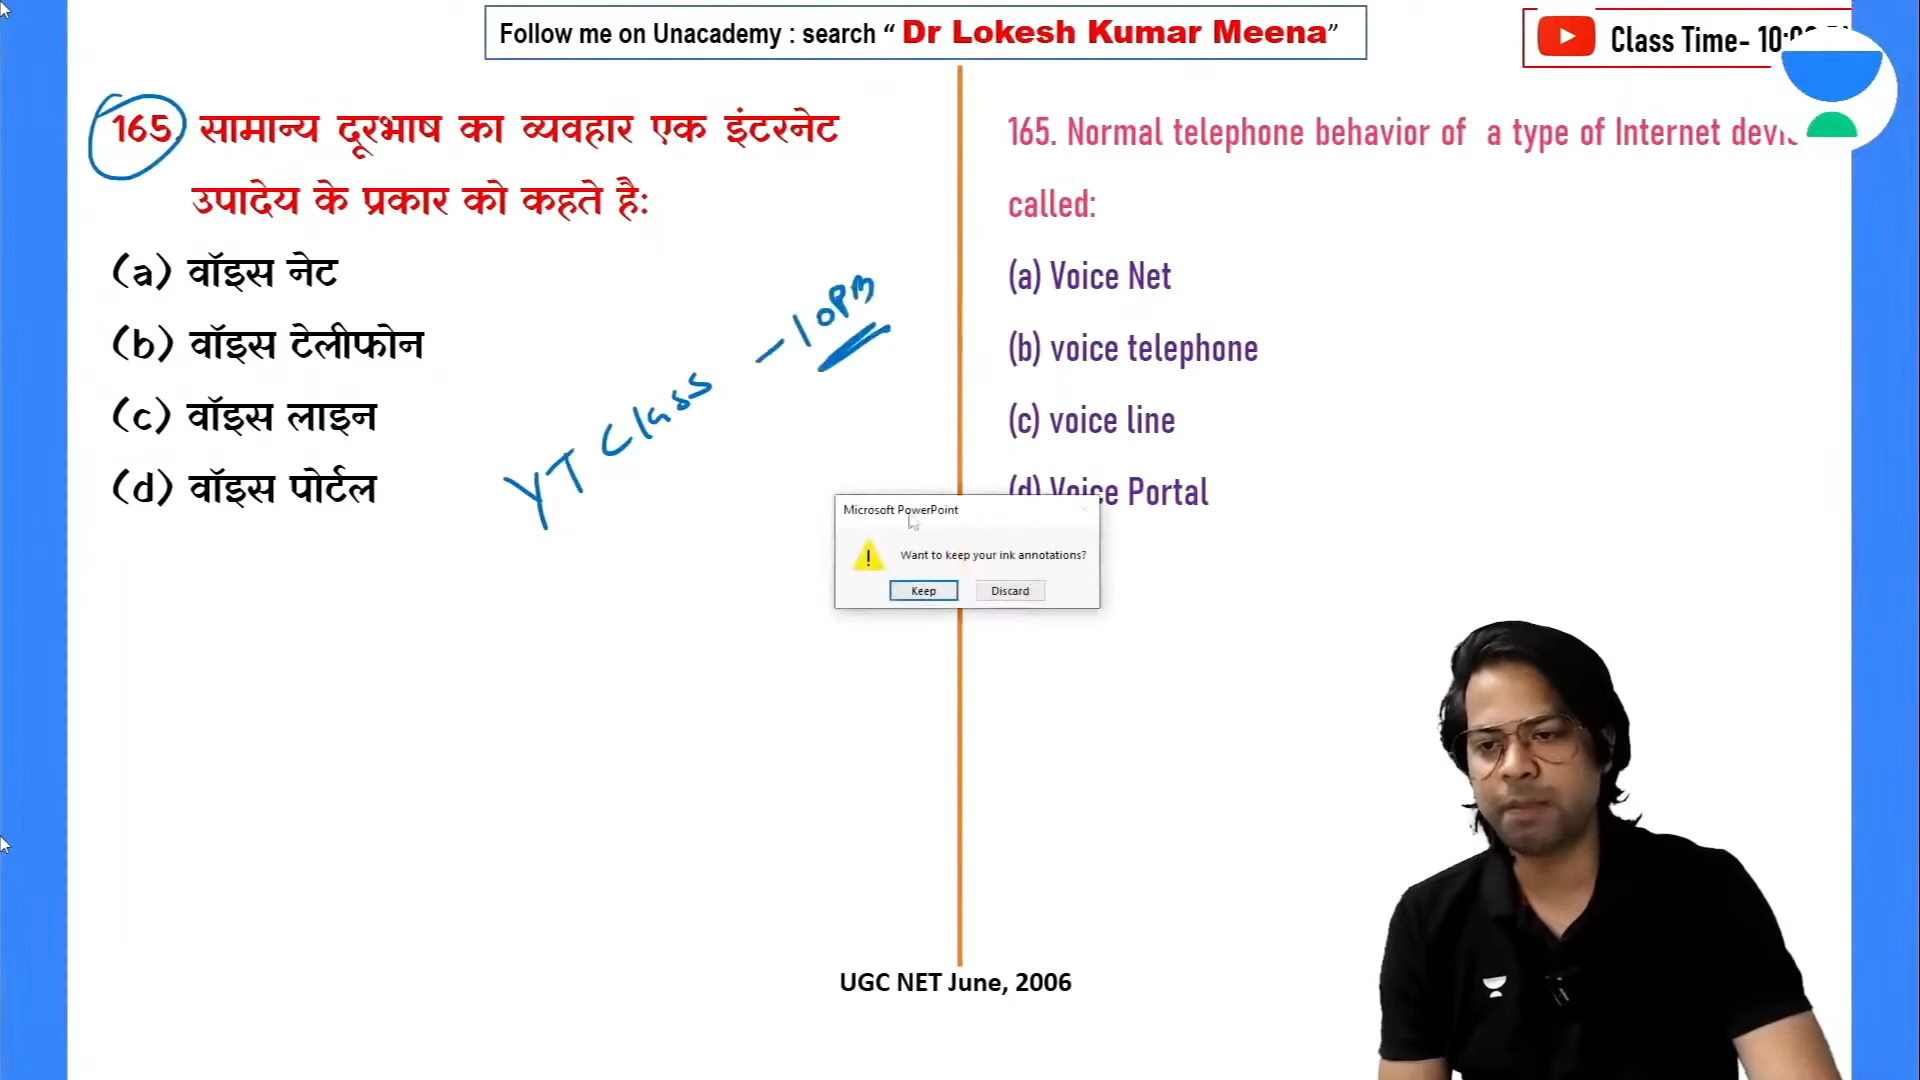 Follow me on Unacademy : search “ Dr Lokesh Kumar Meena”
Class Time- 10:
165. सामान्य दूरभाष का व्यवहार एक इंटरनेट
उपादेय के प्रकार को कहते हैः
(a) वॉइस नेट
(b) वॉइस टेलीफोन
(c) वॉइस लाइन
(d) वॉइस पोर्टल
YT Class - 10PM
165. Normal telephone behavior of a type of Internet
called:
(a) Voice Net
(b) voice telephone
(c) voice line
(d) Voice Portal
Microsoft PowerPoint
Want to keep your ink annotations?
Keep
Discard
UGC NET June, 2006